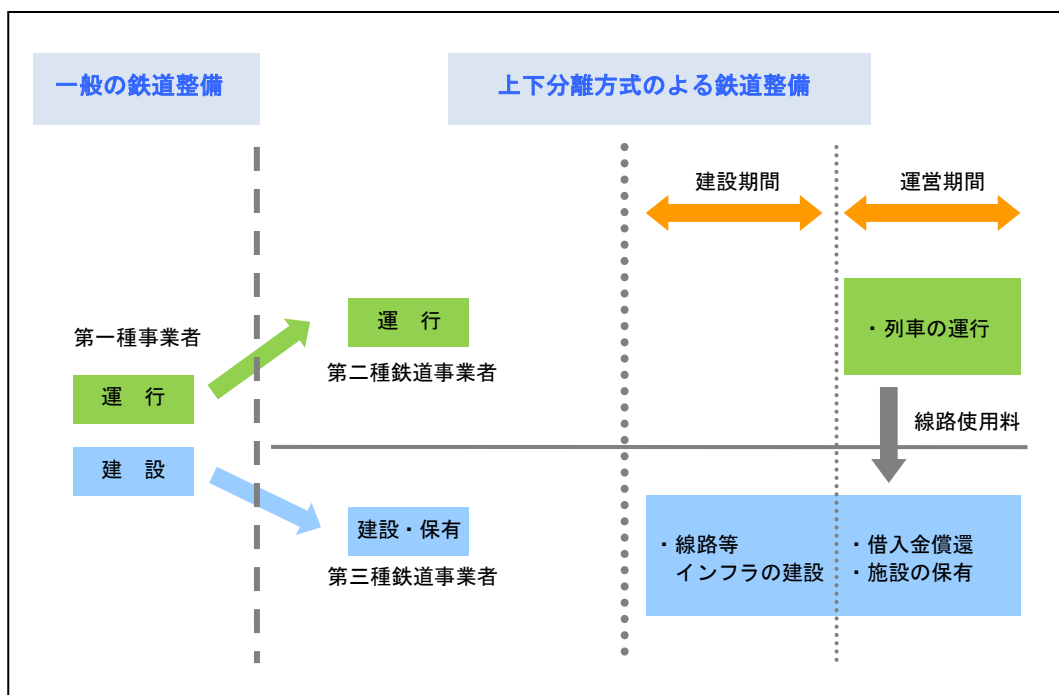 一般の鉄道整備
上下分離方式のよる鉄道整備
建設期間
運営期間
第一種事業者
運　行
建　設
運　行
第二種鉄道事業者
建設・保有
第三種鉄道事業者
・列車の運行
線路使用料
・線路等
インフラの建設
・借入金償還
・施設の保有